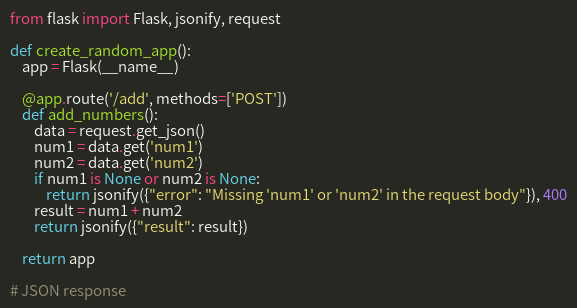 from flask import Flask, jsonify, request
def create_random_app():
app = Flask(__name__)
@app.route('/add', methods=['POST'])
def add_numbers():
data = request.get_json()
num1 = data.get('num1')
num2 = data.get('num2')
if num1 is None or num2 is None:
return jsonify({"error": "Missing 'num1' or 'num2' in the request body"}), 400
result = num1 + num2
return jsonify({"result": result})
return app
# JSON response